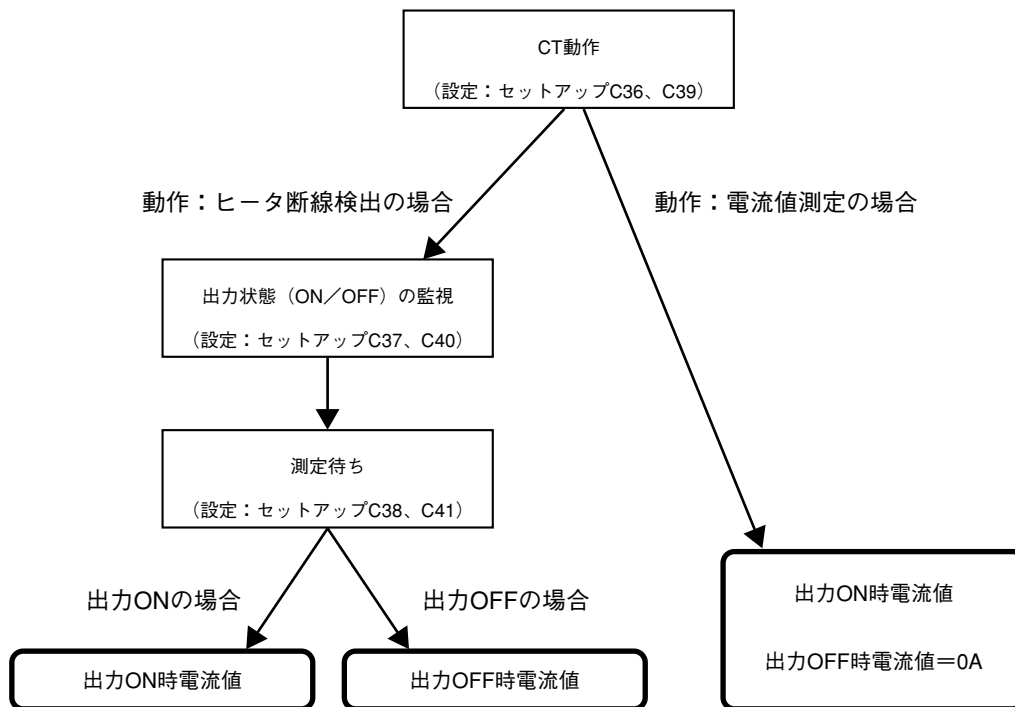 CT動作
（設定：セットアップC36、C39）
動作：ヒータ断線検出の場合
動作：電流値測定の場合
出力状態（ON／OFF）の監視
（設定：セットアップC37、C40）
測定待ち
（設定：セットアップC38、C41）
出力ONの場合
出力OFFの場合
出力ON時電流値
出力OFF時電流値
出力ON時電流値
出力OFF時電流値＝0A